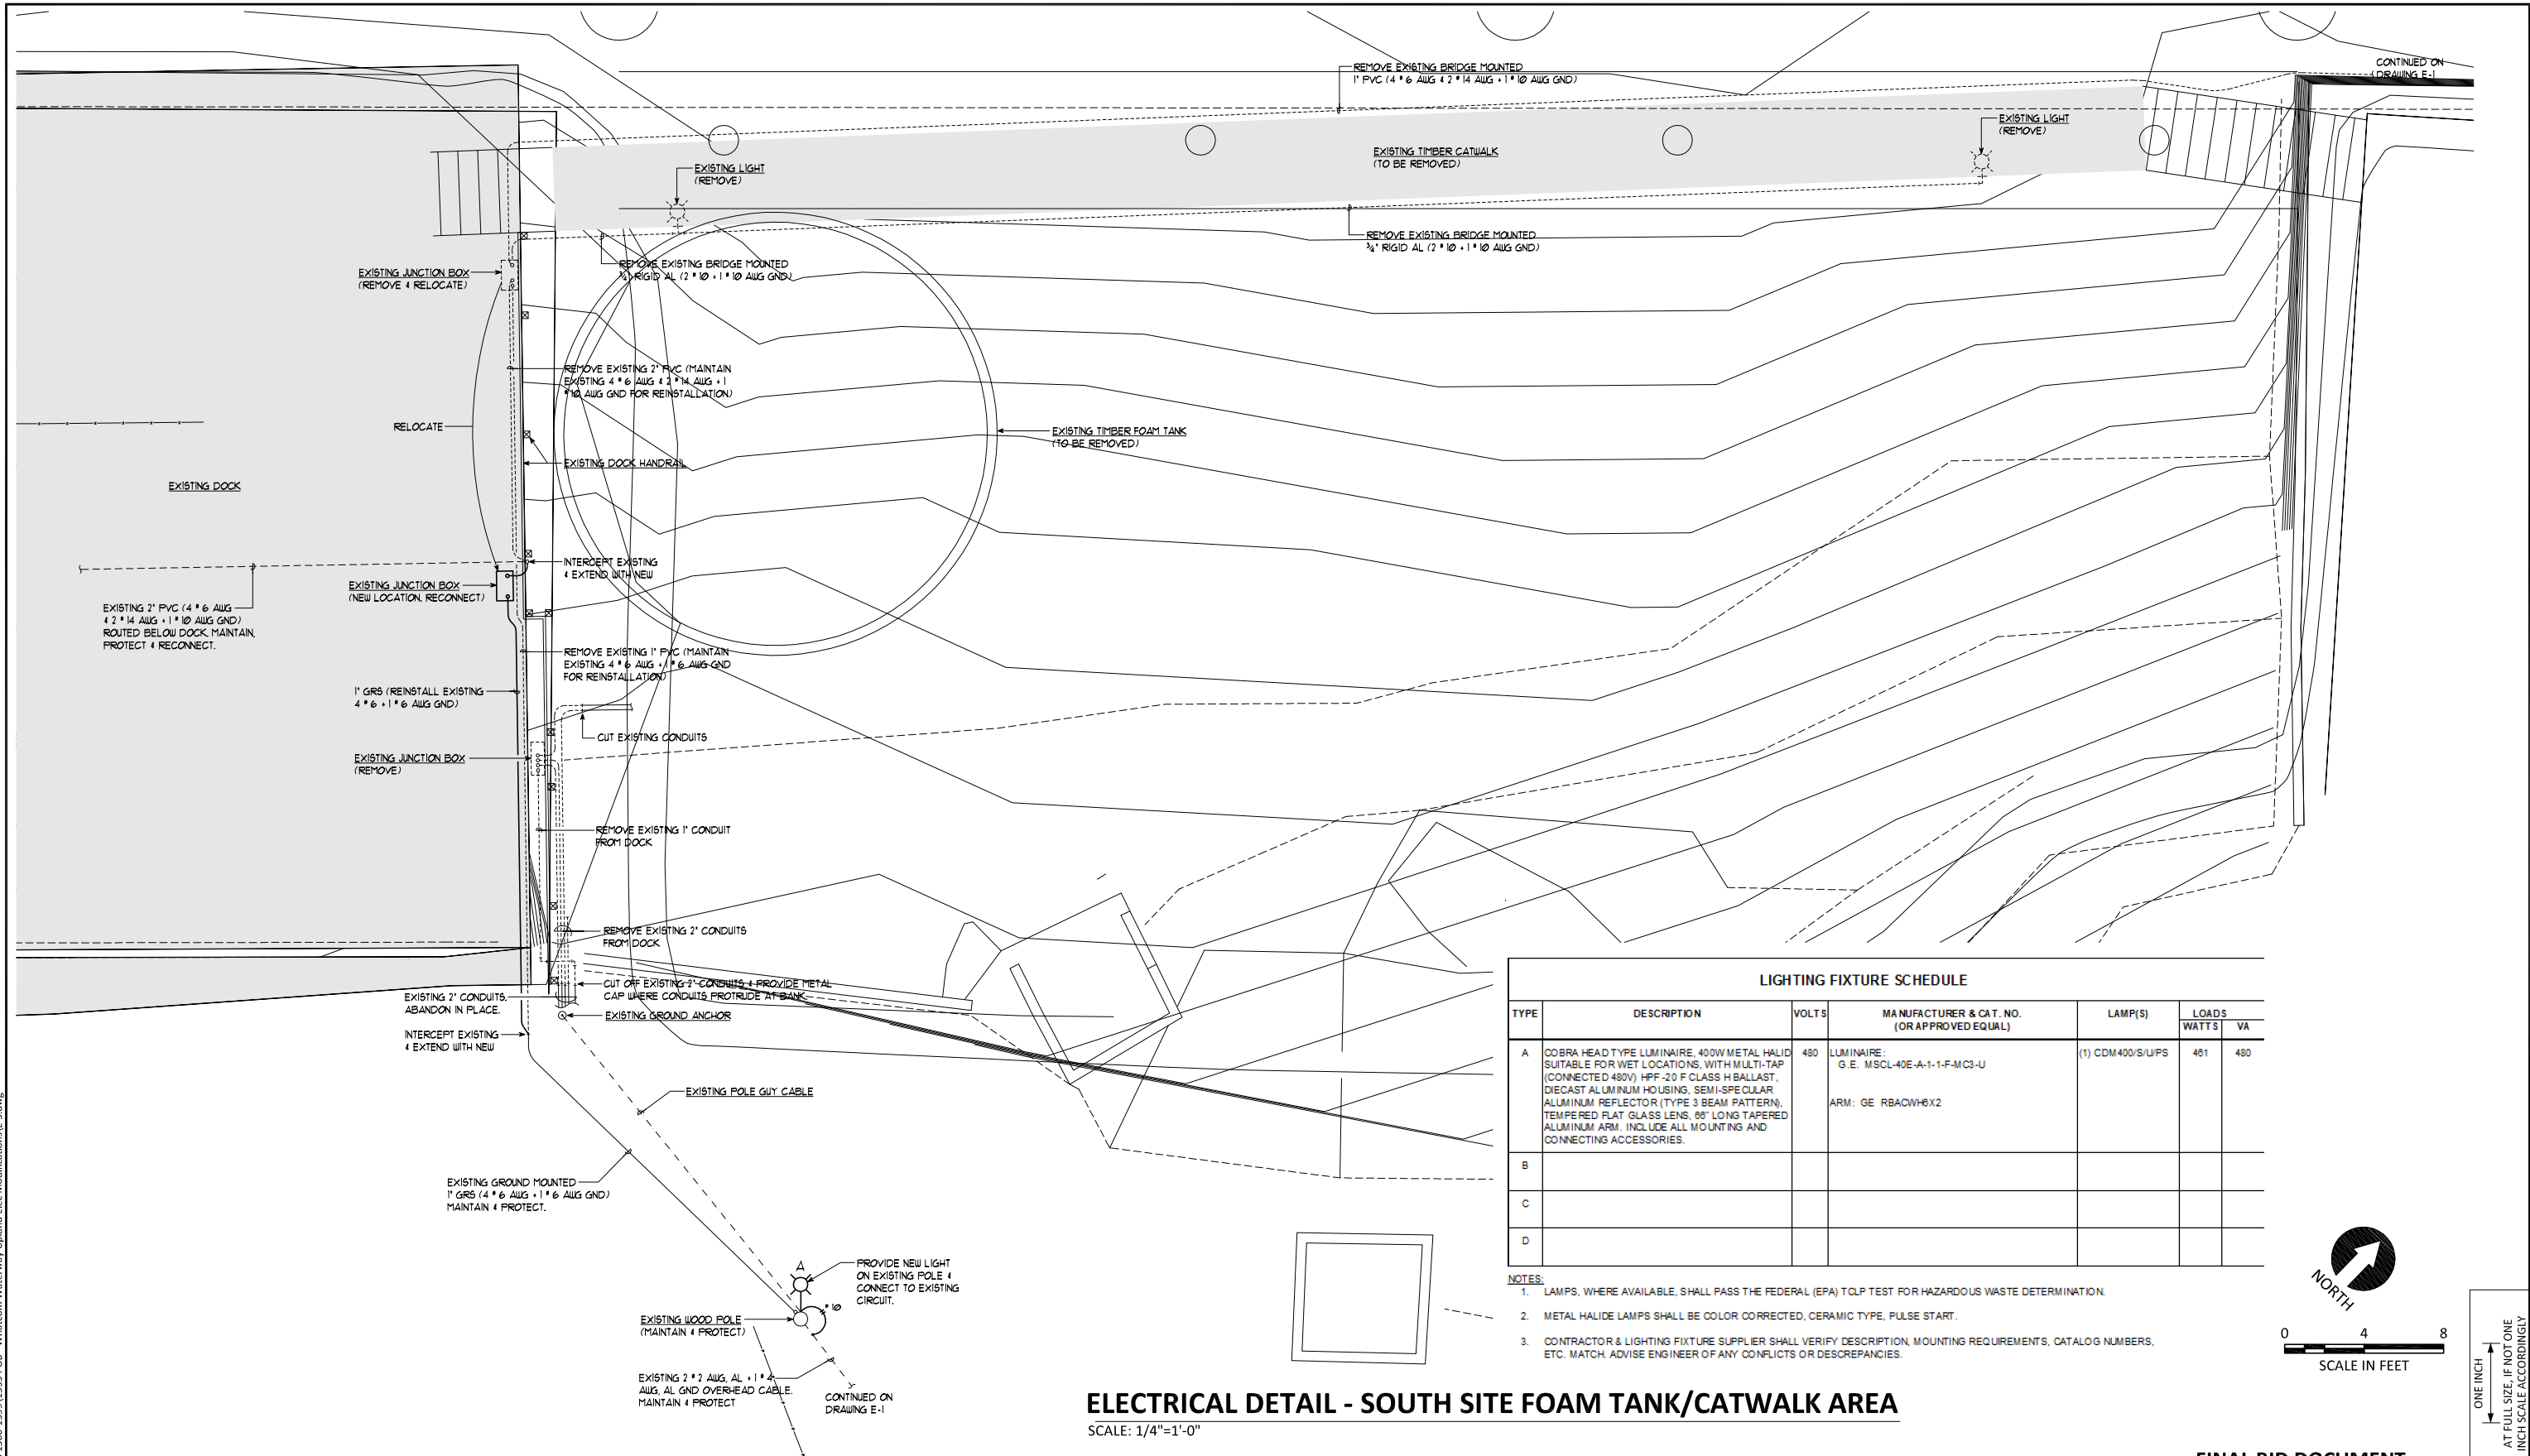 REMOVE EXISTING BRIDGE MOUNTED
1" PVC (4 #6 AWG & 2 #14 AWG + 1 #10 AWG GND)
CONTINUED ON
DRAWING E-1
EXISTING LIGHT
(REMOVE)
EXISTING TIMBER CATWALK
(TO BE REMOVED)
EXISTING LIGHT
(REMOVE)
REMOVE EXISTING BRIDGE MOUNTED
3/4" RIGID AL (2 #10 + 1 #10 AWG GND)
REMOVE EXISTING BRIDGE MOUNTED
3/4" RIGID AL (2 #10 + 1 #10 AWG GND)
EXISTING JUNCTION BOX
(REMOVE & RELOCATE)
REMOVE EXISTING 2" PVC (MAINTAIN
EXISTING 4 #6 AWG & 2 #14 AWG + 1
#10 AWG GND FOR REINSTALLATION)
RELOCATE
EXISTING TIMBER FOAM TANK
(TO BE REMOVED)
EXISTING DOCK HANDRAIL
EXISTING DOCK
INTERCEPT EXISTING
& EXTEND WITH NEW
EXISTING JUNCTION BOX
(NEW LOCATION, RECONNECT)
EXISTING 2" PVC (4 #6 AWG
& 2 #14 AWG + 1 #10 AWG GND)
ROUTED BELOW DOCK. MAINTAIN,
PROTECT & RECONNECT.
REMOVE EXISTING 1" PVC (MAINTAIN
EXISTING 4 #6 AWG + 1 #6 AWG GND
FOR REINSTALLATION)
1" GRS (REINSTALL EXISTING
4 #6 + 1 #6 AWG GND)
CUT EXISTING CONDUITS
EXISTING JUNCTION BOX
(REMOVE)
REMOVE EXISTING 1" CONDUIT
FROM DOCK
REMOVE EXISTING 2" CONDUITS
FROM DOCK
CUT OFF EXISTING 2" CONDUITS & PROVIDE METAL
CAP WHERE CONDUITS PROTRUDE AT BANK.
EXISTING 2" CONDUITS,
ABANDON IN PLACE.
EXISTING GROUND ANCHOR
INTERCEPT EXISTING
& EXTEND WITH NEW
EXISTING POLE GUY CABLE
EXISTING GROUND MOUNTED
1" GRS (4 #6 AWG + 1 #6 AWG GND)
MAINTAIN & PROTECT.
A
PROVIDE NEW LIGHT
ON EXISTING POLE &
CONNECT TO EXISTING
CIRCUIT.
#10
EXISTING WOOD POLE
(MAINTAIN & PROTECT)
EXISTING 2 #2 AWG, AL + 1 #4
AWG, AL GND OVERHEAD CABLE.
MAINTAIN & PROTECT
CONTINUED ON
DRAWING E-1
LIGHTING FIXTURE SCHEDULE
TYPE DESCRIPTION VOLTS MANUFACTURER & CAT. NO. (OR APPROVED EQUAL) LAMP(S) LOADS WATTS VA
A COBRA HEAD TYPE LUMINAIRE, 400W METAL HALID 480 LUMINAIRE: (1) CDM400/S/U/PS 461 480
SUITABLE FOR WET LOCATIONS, WITH MULTI-TAP G.E. MSCL-40E-A-1-1-F-MC3-U
(CONNECTED 480V) HPF -20 F CLASS H BALLAST,
DIECAST ALUMINUM HOUSING, SEMI-SPECULAR
ALUMINUM REFLECTOR (TYPE 3 BEAM PATTERN), ARM: GE RBACWH6X2
TEMPERED FLAT GLASS LENS, 66" LONG TAPERED
ALUMINUM ARM. INCLUDE ALL MOUNTING AND
CONNECTING ACCESSORIES.
B
C
D
NOTES:
1. LAMPS, WHERE AVAILABLE, SHALL PASS THE FEDERAL (EPA) TCLP TEST FOR HAZARDOUS WASTE DETERMINATION.
2. METAL HALIDE LAMPS SHALL BE COLOR CORRECTED, CERAMIC TYPE, PULSE START.
3. CONTRACTOR & LIGHTING FIXTURE SUPPLIER SHALL VERIFY DESCRIPTION, MOUNTING REQUIREMENTS, CATALOG NUMBERS,
ETC. MATCH. ADVISE ENGINEER OF ANY CONFLICTS OR DESCREPANCIES.
NORTH
0 4 8
SCALE IN FEET
ONE INCH
AT FULL SIZE, IF NOT ONE
INCH SCALE ACCORDINGLY
ELECTRICAL DETAIL - SOUTH SITE FOAM TANK/CATWALK AREA
SCALE: 1/4"=1'-0"
FINAL BID DOCUMENT